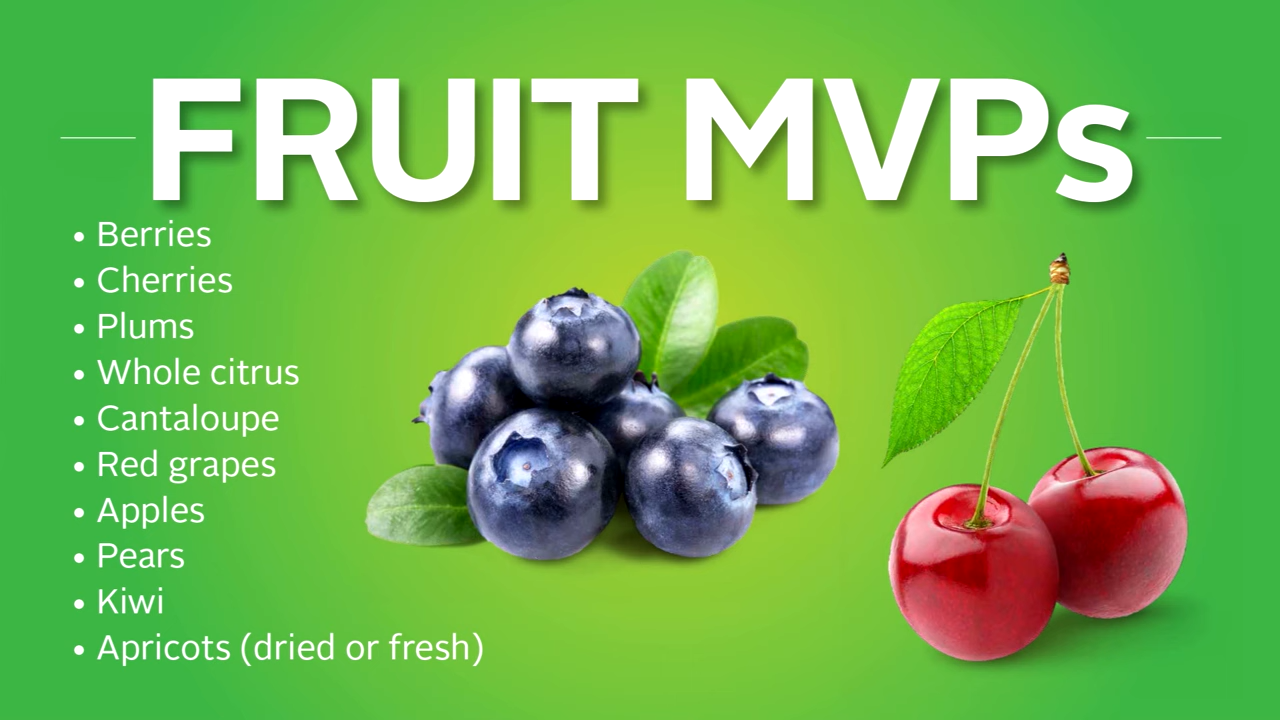 FRUIT MVPs
• Berries
• Cherries
• Plums
• Whole citrus
• Cantaloupe
• Red grapes
• Apples
• Pears
• Kiwi
• Apricots (dried or fresh)